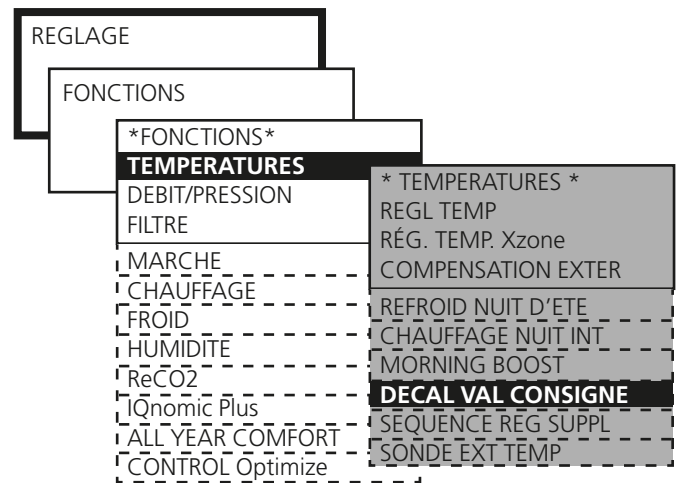 REGLAGE
FONCTIONS
*FONCTIONS*
TEMPERATURES
DEBIT/PRESSION
FILTRE
MARCHE
CHAUFFAGE
FROID
HUMIDITE
ReCO2
IQnomic Plus
ALL YEAR COMFORT
CONTROL Optimize
* TEMPERATURES *
REGL TEMP
RÉG. TEMP. Xzone
COMPENSATION EXTER
REFROID NUIT D'ETE
CHAUFFAGE NUIT INT
MORNING BOOST
DECAL VAL CONSIGNE
SEQUENCE REG SUPPL
SONDE EXT TEMP